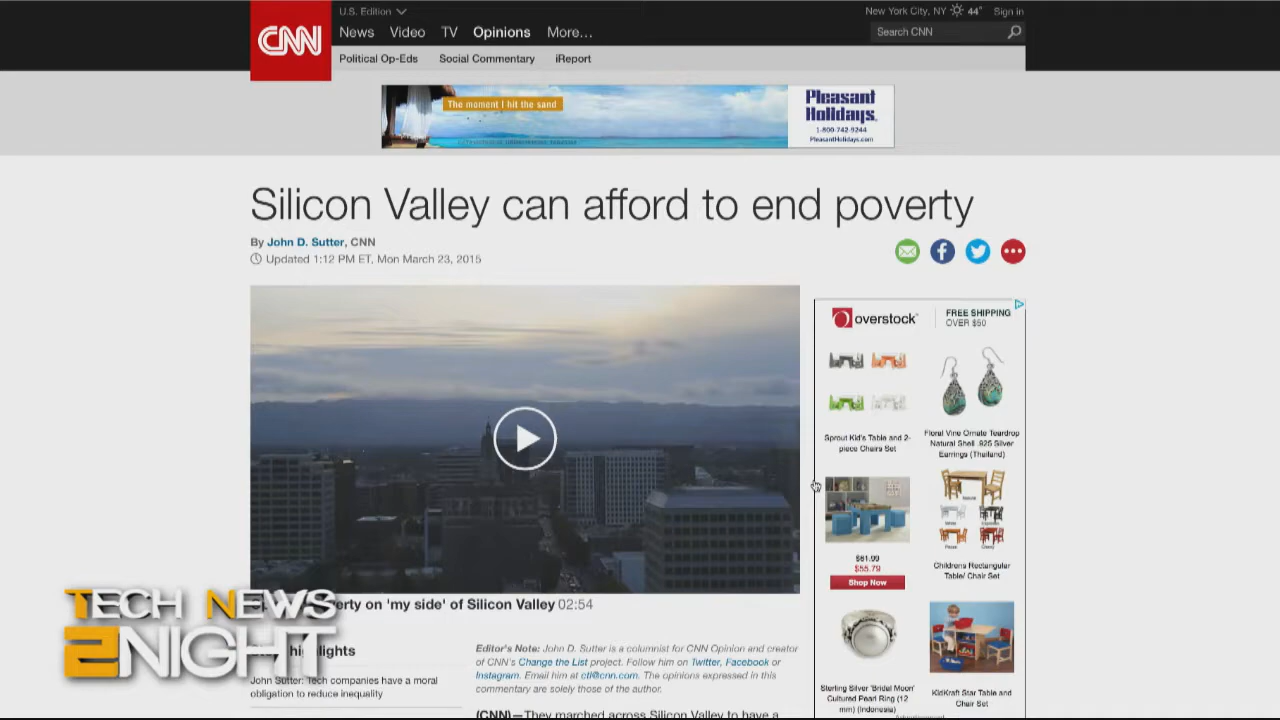 CNN
U.S. Edition
New York City, NY 44° Sign in
News Video TV Opinions More...
Search CNN
Political Op-Eds Social Commentary iReport
The moment I hit the sand
Pleasant
Holidays.
1-800-742-9244
PleasantHolidays.com
Silicon Valley can afford to end poverty
By John D. Sutter, CNN
Updated 1:12 PM ET, Mon March 23, 2015
overstock
FREE SHIPPING
OVER $50
Sprout Kid's Table and 2-
piece Chairs Set
Floral Vine Ornate Teardrop
Natural Shell .925 Silver
Earrings (Thailand)
$61.99
$55.79
Shop Now
Childrens Rectangular
Table/ Chair Set
Sterling Silver 'Bridal Moon'
Cultured Pearl Ring (12
mm) (Indonesia)
KidKraft Star Table and
Chair Set
Advertisement
erty on 'my side' of Silicon Valley 02:54
TECH NEWS
2NIGHT
highlights
John Sutter: Tech companies have a moral
obligation to reduce inequality
Editor's Note: John D. Sutter is a columnist for CNN Opinion and creator
of CNN's Change the List project. Follow him on Twitter, Facebook or
Instagram. Email him at ctl@cnn.com. The opinions expressed in this
commentary are solely those of the author.
(CNN)—They marched across Silicon Valley to have a